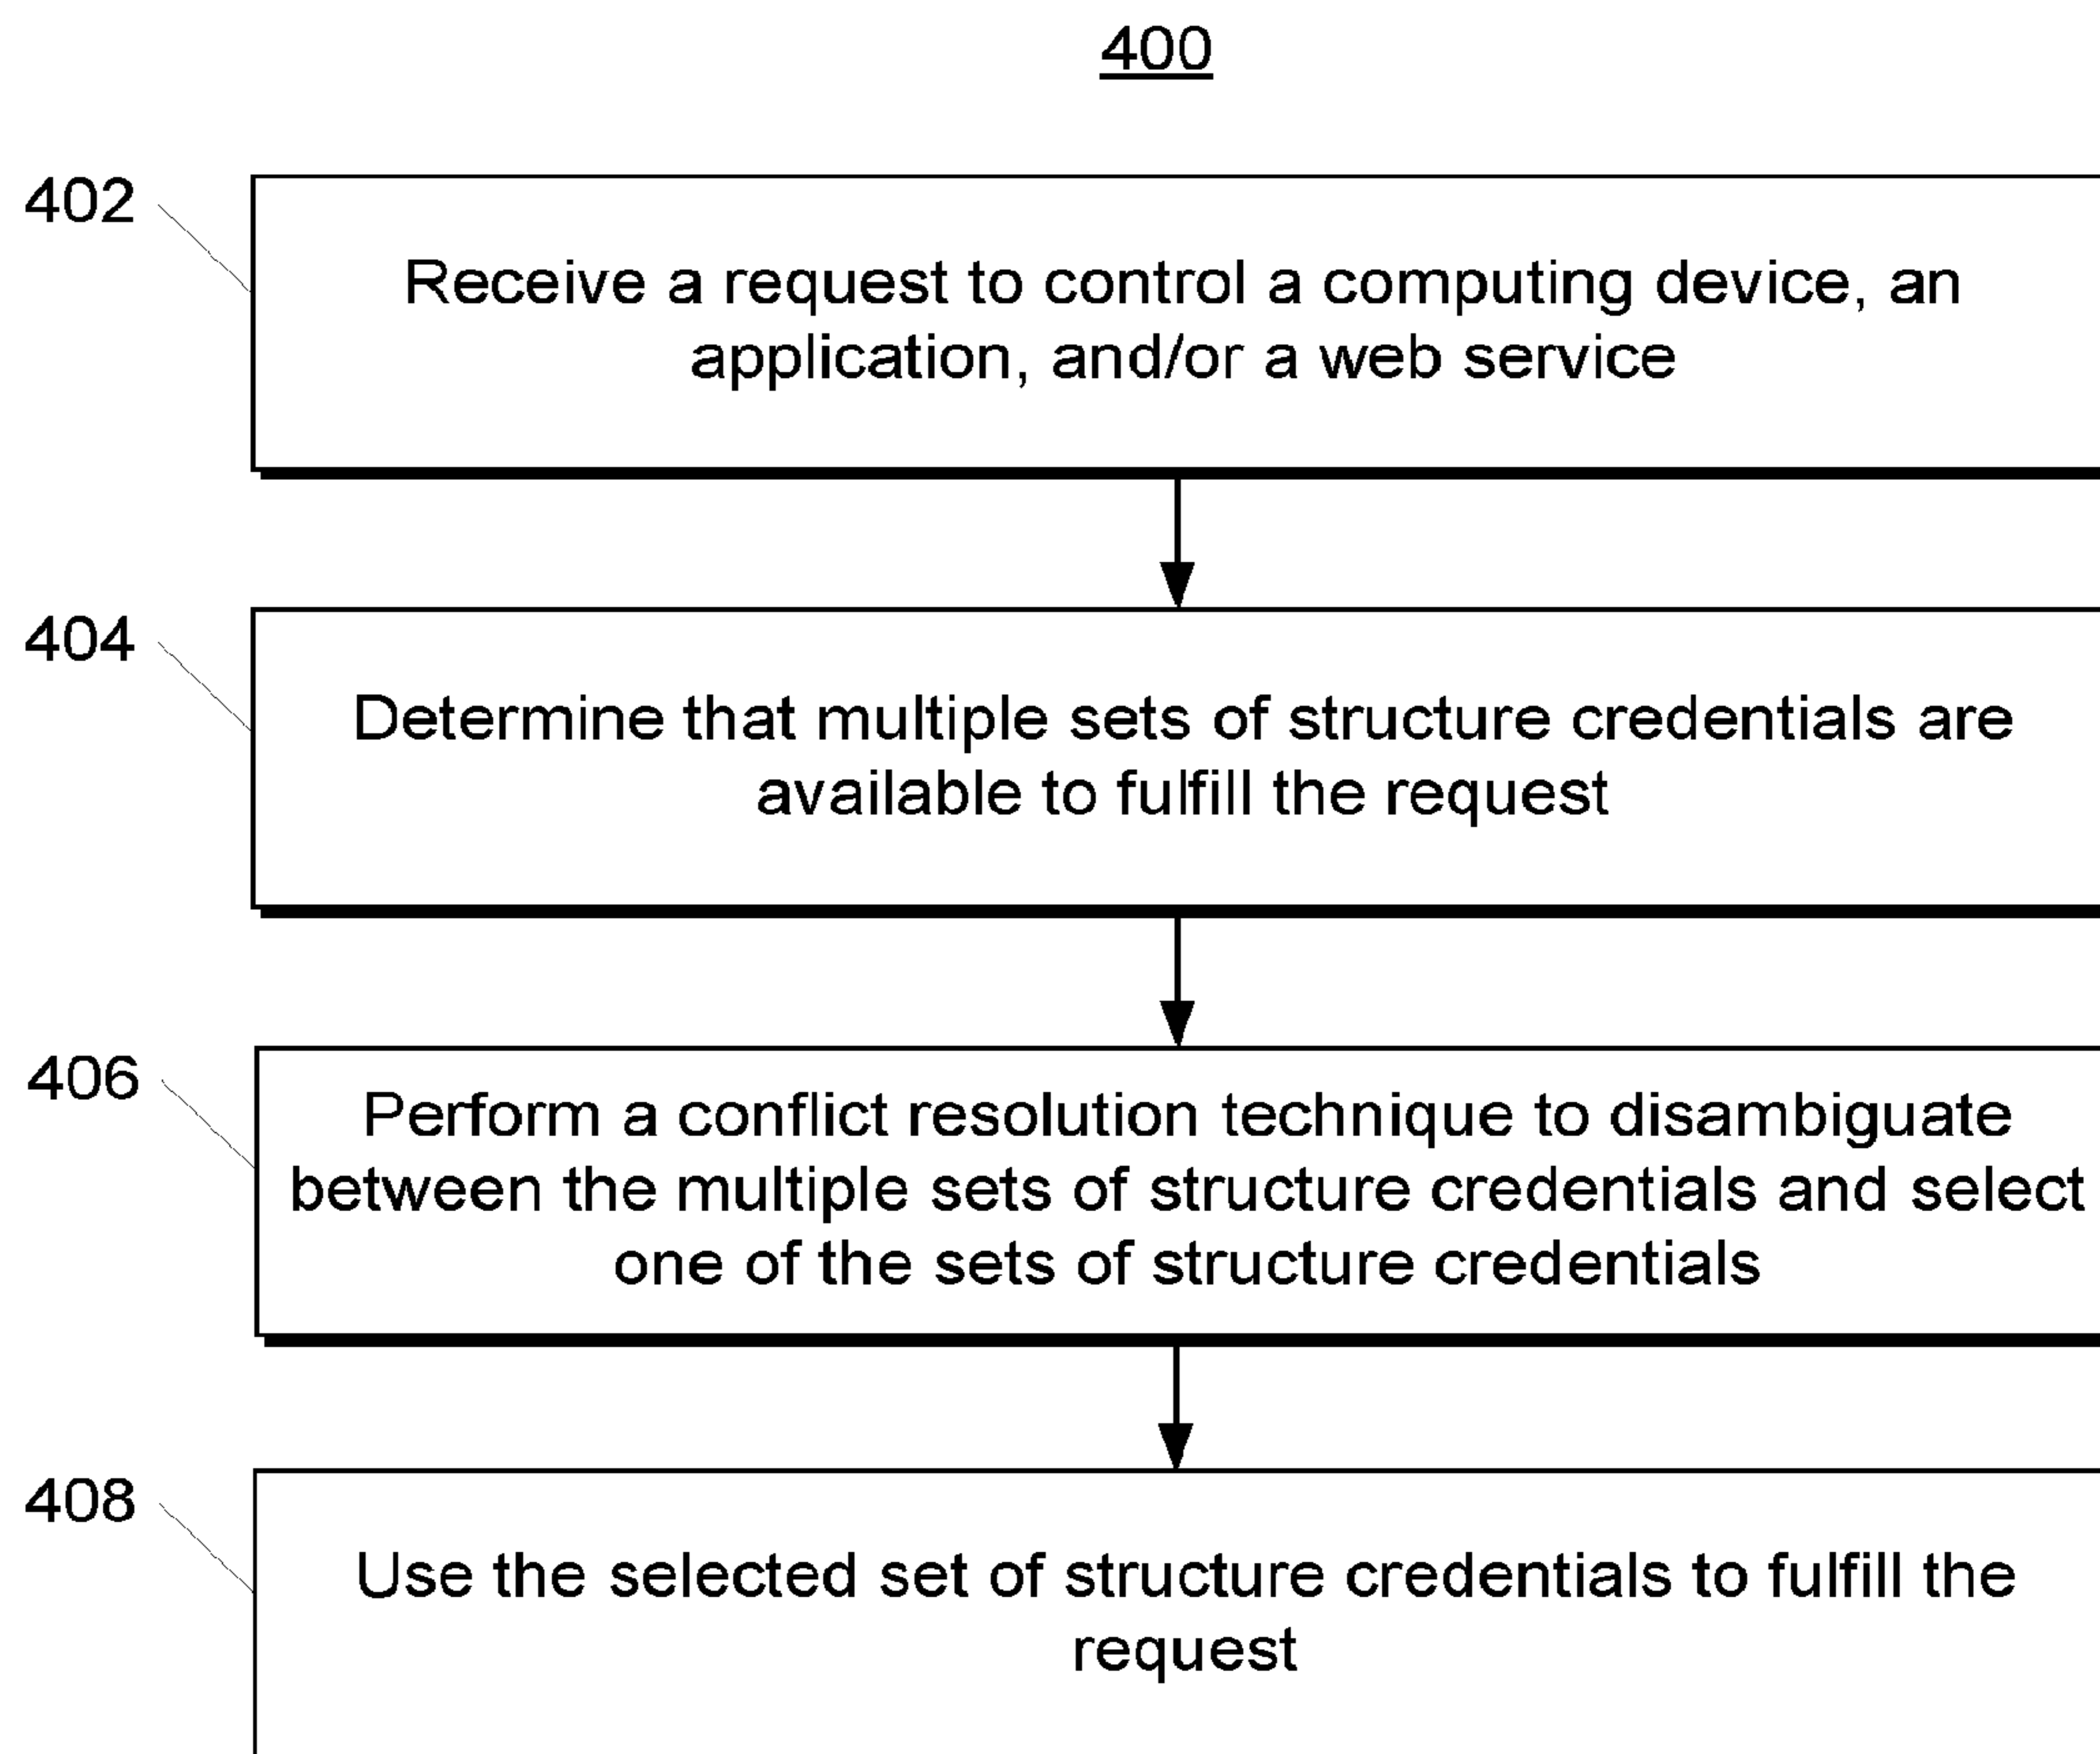 400
402
Receive a request to control a computing device, an
application, and/or a web service
404
Determine that multiple sets of structure credentials are
available to fulfill the request
406
Perform a conflict resolution technique to disambiguate
between the multiple sets of structure credentials and select
one of the sets of structure credentials
408
Use the selected set of structure credentials to fulfill the
request